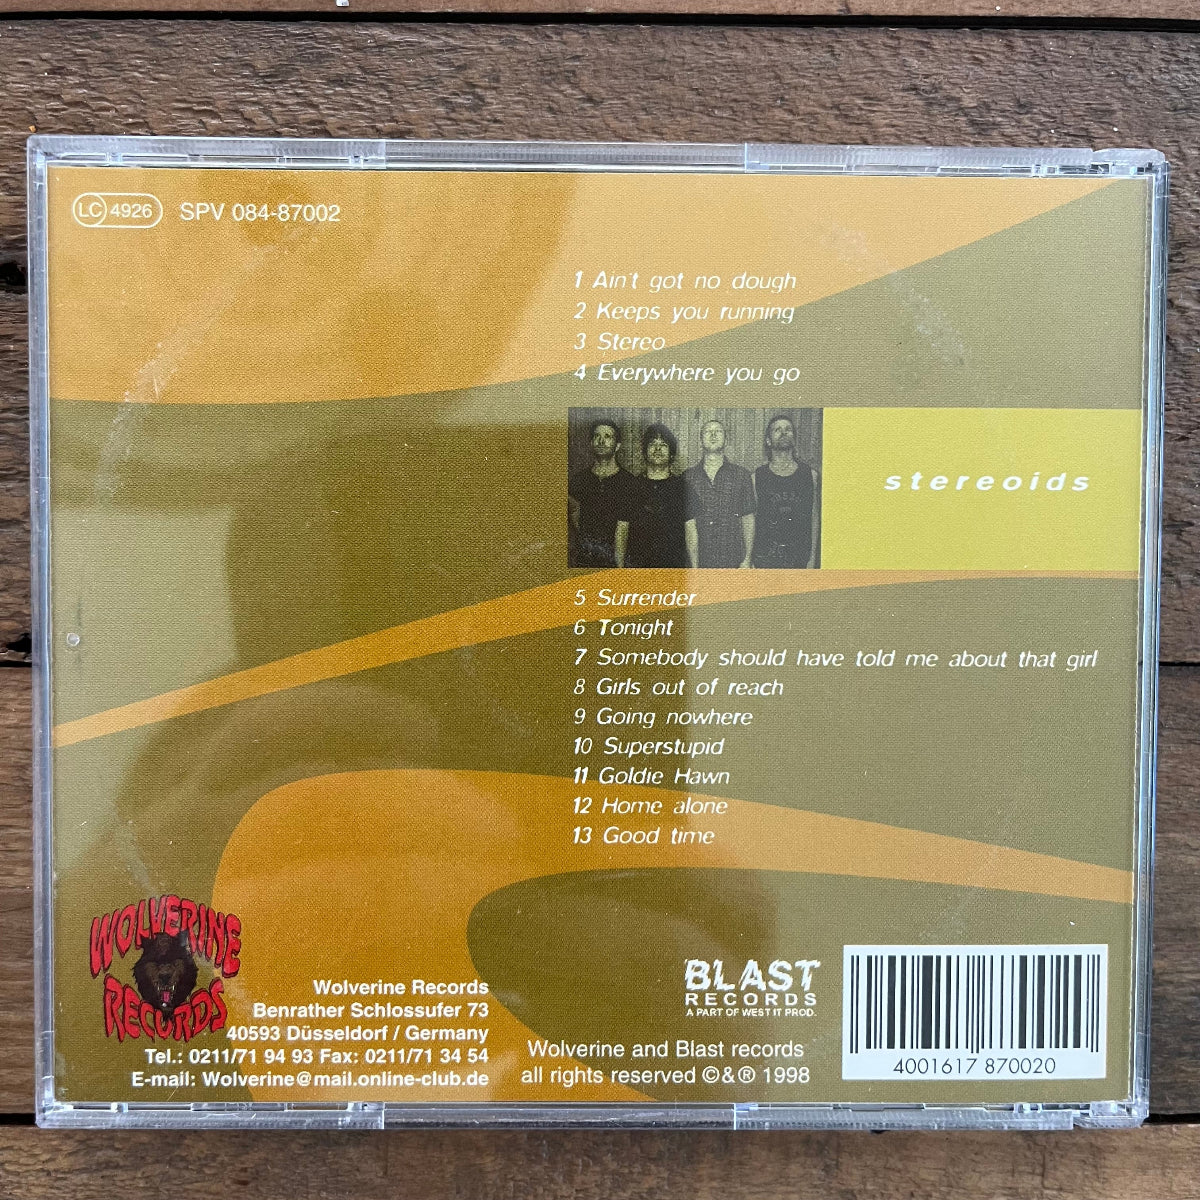 LC 4926 SPV 084-87002
1 Ain't got no dough
2 Keeps you running
3 Stereo
4 Everywhere you go
stereoids
5 Surrender
6 Tonight
7 Somebody should have told me about that girl
8 Girls out of reach
9 Going nowhere
10 Superstupid
11 Goldie Hawn
12 Home alone
13 Good time
WOLVERINE
RECORDS
Wolverine Records
Benrather Schlossufer 73
40593 Düsseldorf / Germany
Tel.: 0211/71 94 93 Fax: 0211/71 34 54
E-mail: Wolverine@mail.online-club.de
BLAST
RECORDS
A PART OF WEST IT PROD.
Wolverine and Blast records
all rights reserved ©&® 1998
4001617 870020